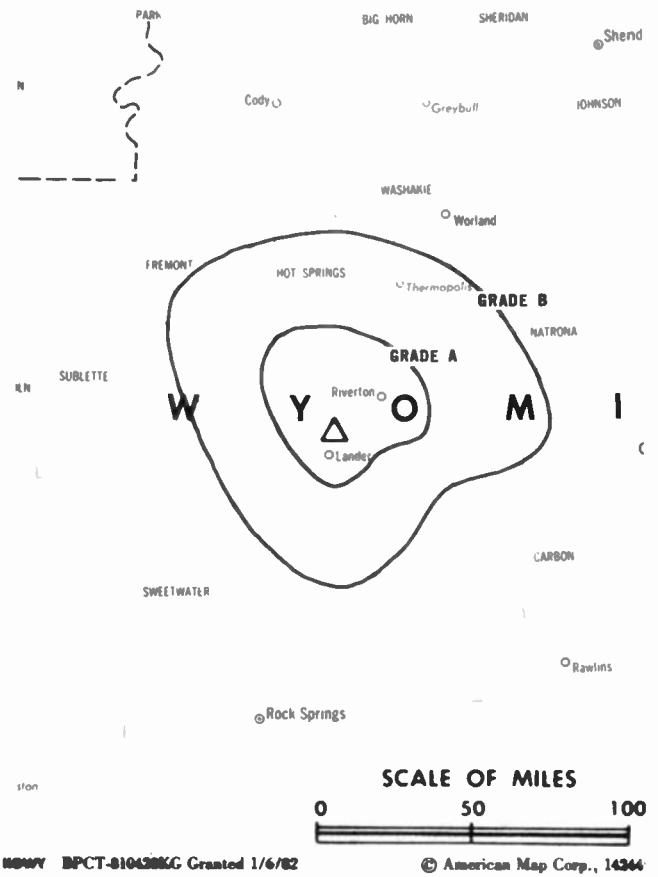 PARK
BIG HORN
SHERIDAN
N
Cody
Greybull
JOHNSON
WASHAKIE
Worland
FREMONT
HOT SPRINGS
Thermopolis
GRADE B
NATRONA
GRADE A
SUBLETTE
Riverton
W Y O M I
Lander
CARBON
SWEETWATER
Rawlins
Rock Springs
SCALE OF MILES
0 50 100
BPCT-810428KG Granted 1/6/82
© American Map Corp., 14244